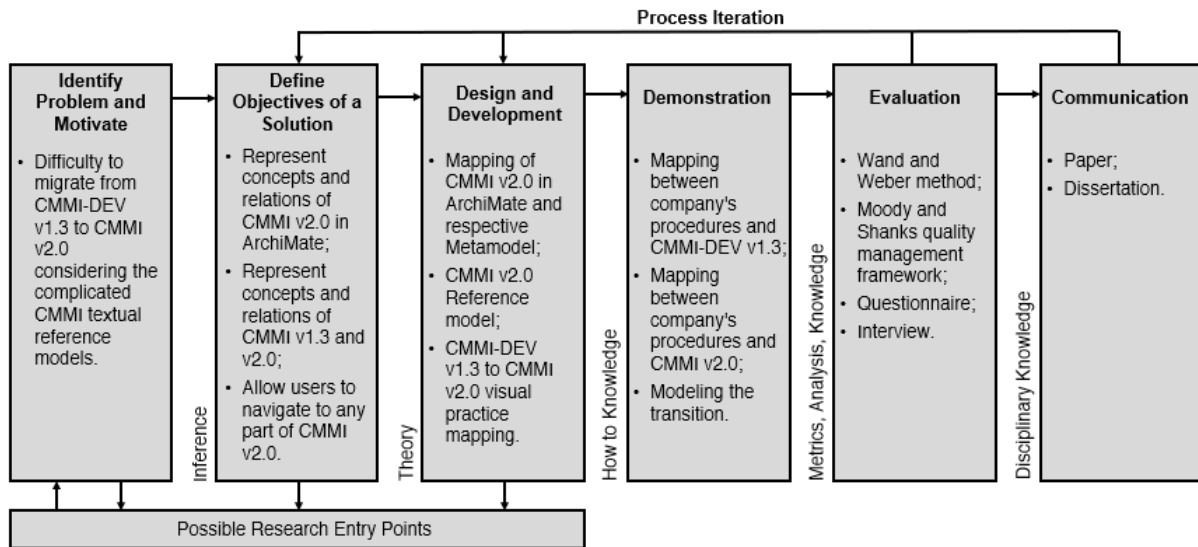 Process Iteration
Identify
Problem and
Motivate
• Difficulty to
migrate from
CMMI-DEV
v1.3 to CMMI
v2.0
considering the
complicated
CMMI textual
reference
models.
Inference
Define
Objectives of a
Solution
• Represent
concepts and
relations of
CMMI v2.0 in
ArchiMate;
• Represent
concepts and
relations of
CMMI v1.3 and
v2.0;
• Allow users to
navigate to any
part of CMMI
v2.0.
Theory
Design and
Development
• Mapping of
CMMI v2.0 in
ArchiMate and
respective
Metamodel;
• CMMI v2.0
Reference
model;
• CMMI-DEV
v1.3 to CMMI
v2.0 visual
practice
mapping.
How to Knowledge
Demonstration
• Mapping
between
company's
procedures and
CMMI-DEV v1.3;
• Mapping
between
company's
procedures and
CMMI v2.0;
• Modeling the
transition.
Metrics, Analysis, Knowledge
Evaluation
• Wand and
Weber method;
• Moody and
Shanks quality
management
framework;
• Questionnaire;
• Interview.
Disciplinary Knowledge
Communication
• Paper;
• Dissertation.
Possible Research Entry Points